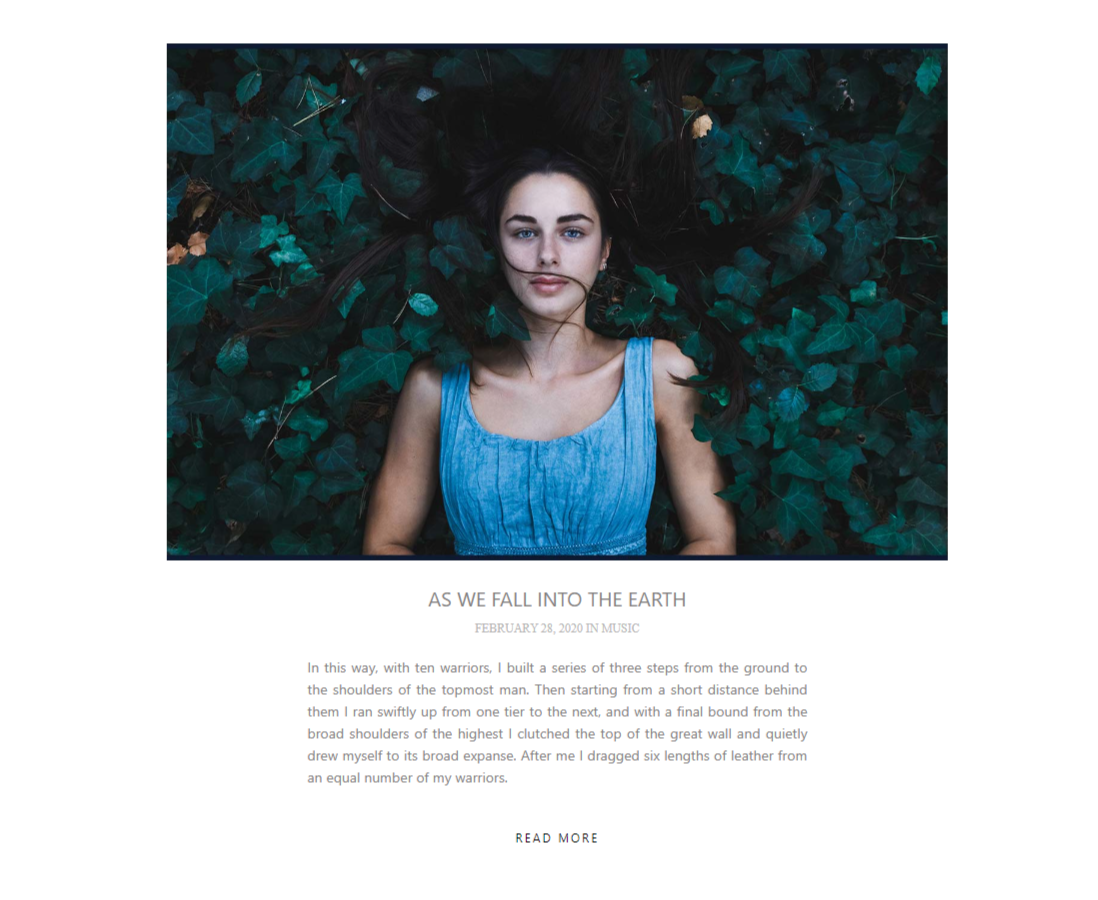 AS WE FALL INTO THE EARTH
FEBRUARY 28, 2020 IN MUSIC
In this way, with ten warriors, I built a series of three steps from the ground to
the shoulders of the topmost man. Then starting from a short distance behind
them I ran swiftly up from one tier to the next, and with a final bound from the
broad shoulders of the highest I clutched the top of the great wall and quietly
drew myself to its broad expanse. After me I dragged six lengths of leather from
an equal number of my warriors.
READ MORE